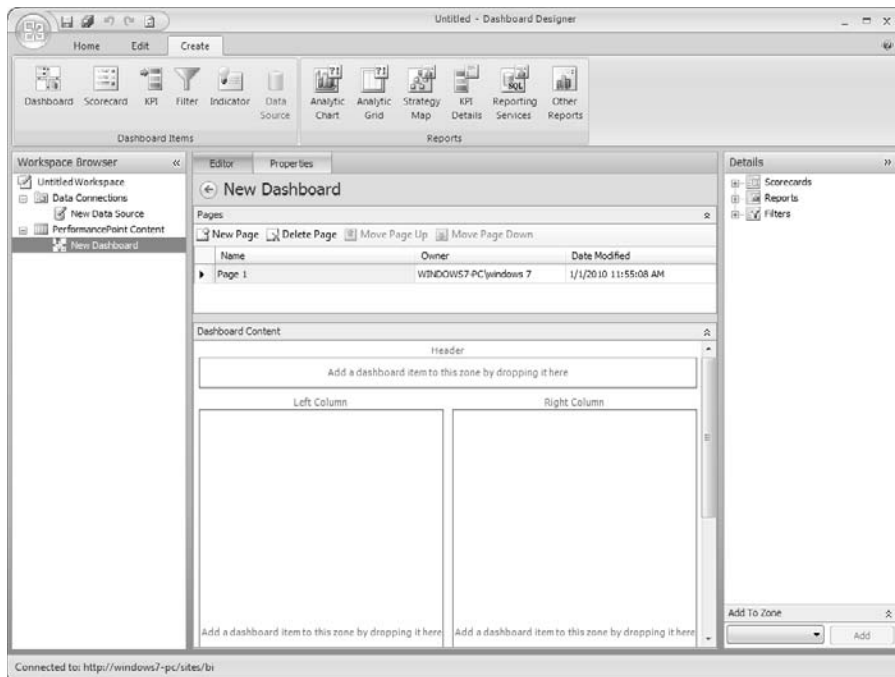 Untitled - Dashboard Designer
Home Edit Create
Dashboard Scorecard KPI Filter Indicator Data Source Analytic Chart Analytic Grid Strategy Map KPI Details Reporting Services Other Reports
Dashboard Items Reports
Workspace Browser «
Untitled Workspace
Data Connections
New Data Source
PerformancePoint Content
New Dashboard
Editor Properties
New Dashboard
Pages
New Page Delete Page Move Page Up Move Page Down
Name Owner Date Modified
Page 1 WINDOWS7-PC\windows 7 1/1/2010 11:55:08 AM
Dashboard Content
Header
Add a dashboard item to this zone by dropping it here
Left Column Right Column
Add a dashboard item to this zone by dropping it here Add a dashboard item to this zone by dropping it here
Details »
Scorecards
Reports
Filters
Add To Zone
Add
Connected to: http://windows7-pc/sites/bi